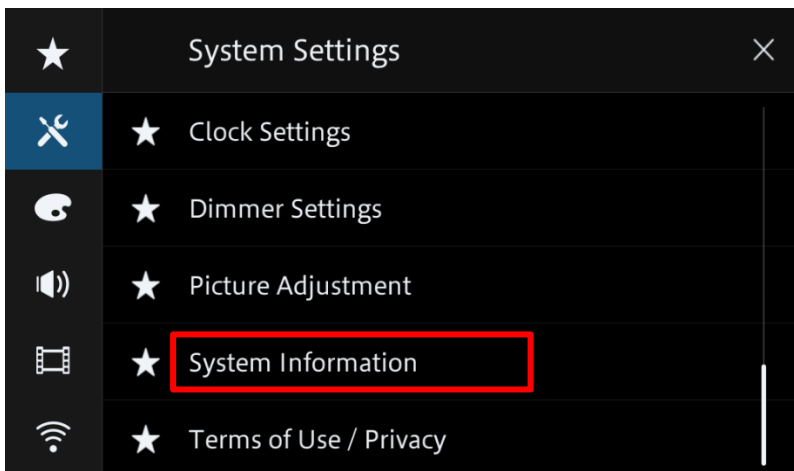 System Settings
Clock Settings
Dimmer Settings
Picture Adjustment
System Information
Terms of Use / Privacy